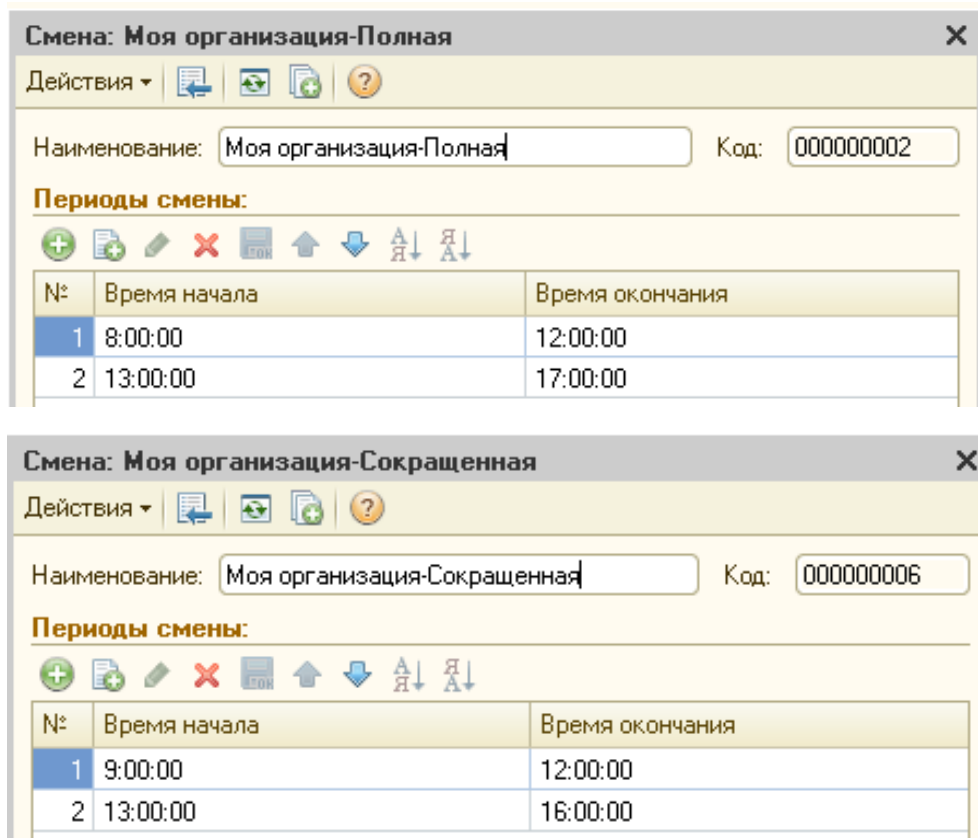 Смена: Моя организация-Полная
Действия
Наименование: Моя организация-Полная Код: 000000002
Периоды смены:
№ Время начала Время окончания
1 8:00:00 12:00:00
2 13:00:00 17:00:00
Смена: Моя организация-Сокращенная
Действия
Наименование: Моя организация-Сокращенная Код: 000000006
Периоды смены:
№ Время начала Время окончания
1 9:00:00 12:00:00
2 13:00:00 16:00:00